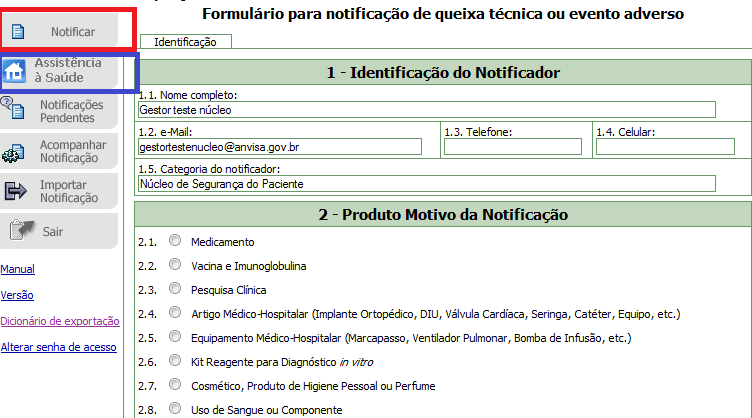 Formulário para notificação de queixa técnica ou evento adverso
Notificar
Assistência
à Saúde
Notificações
Pendentes
Acompanhar
Notificação
Importar
Notificação
Sair
Manual
Versão
Dicionário de exportação
Alterar senha de acesso
Identificação
1 - Identificação do Notificador
1.1. Nome completo:
Gestor teste núcleo
1.2. e-Mail:
gestortestenucleo@anvisa.gov.br
1.3. Telefone:
1.4. Celular:
1.5. Categoria do notificador:
Núcleo de Segurança do Paciente
2 - Produto Motivo da Notificação
2.1. Medicamento
2.2. Vacina e Imunoglobulina
2.3. Pesquisa Clínica
2.4. Artigo Médico-Hospitalar (Implante Ortopédico, DIU, Válvula Cardíaca, Seringa, Catéter, Equipo, etc.)
2.5. Equipamento Médico-Hospitalar (Marcapasso, Ventilador Pulmonar, Bomba de Infusão, etc.)
2.6. Kit Reagente para Diagnóstico in vitro
2.7. Cosmético, Produto de Higiene Pessoal ou Perfume
2.8. Uso de Sangue ou Componente